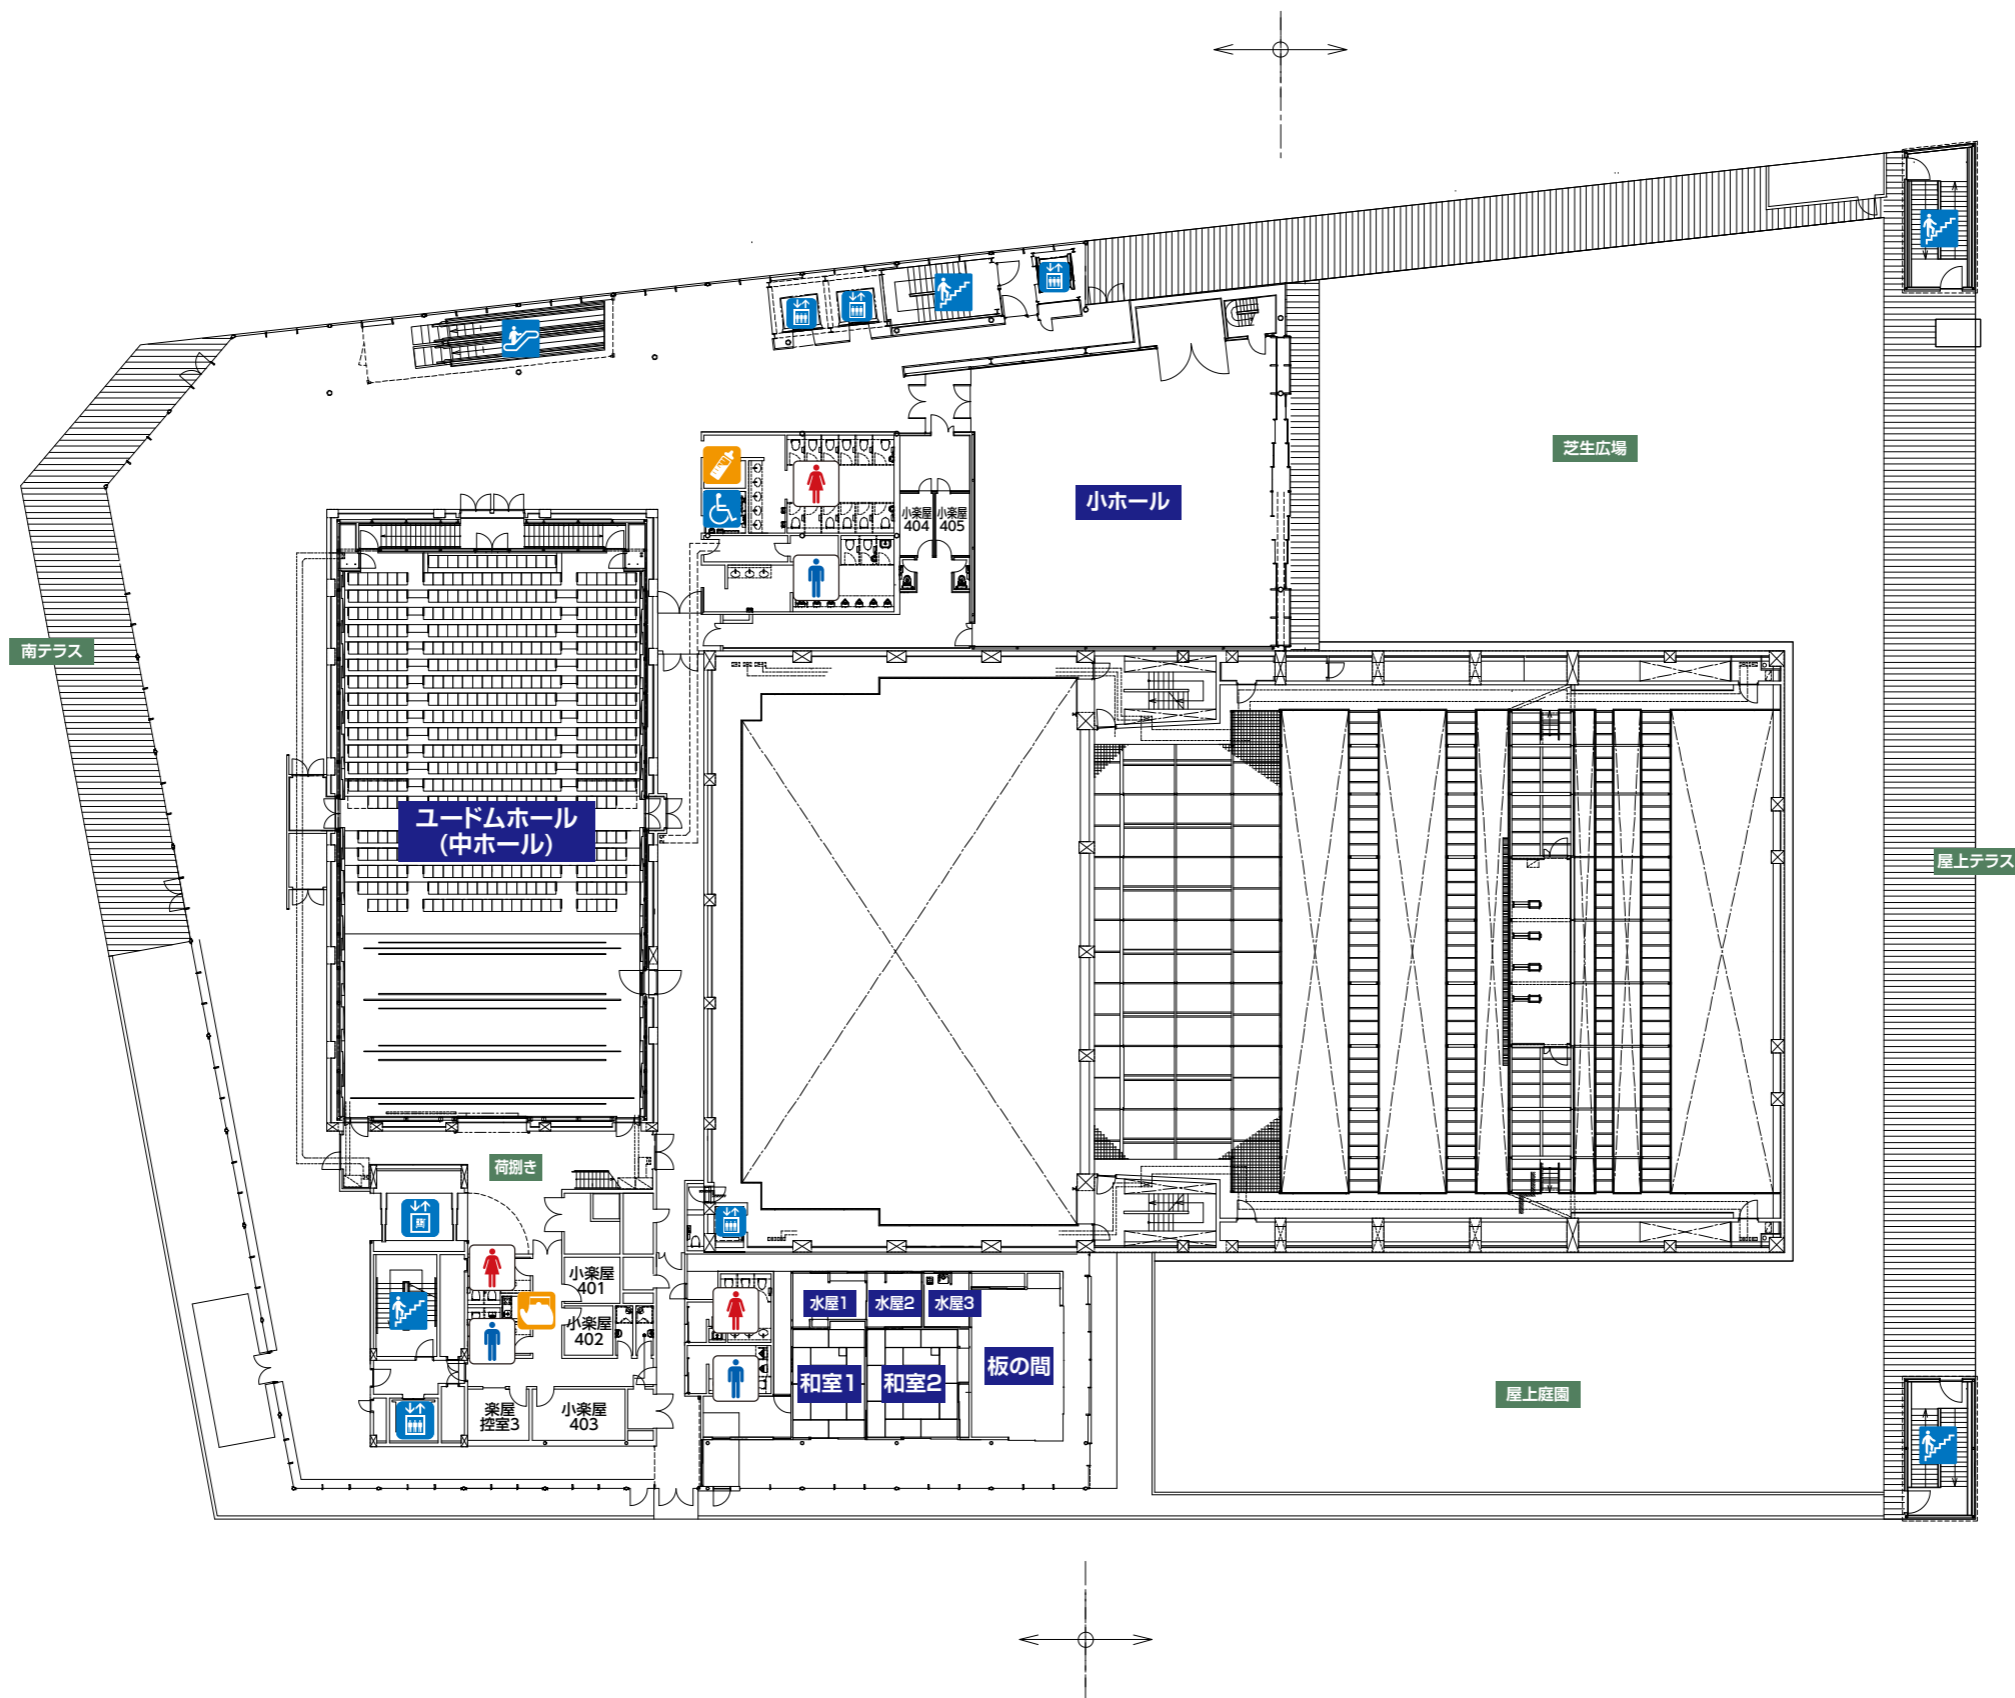 芝生広場
小ホール
小楽屋
404
小楽屋
405
南テラス
ユードムホール
(中ホール)
屋上テラス
荷捌き
小楽屋
401
水屋1
水屋2
水屋3
小楽屋
402
和室1
和室2
板の間
楽屋
控室3
小楽屋
403
屋上庭園